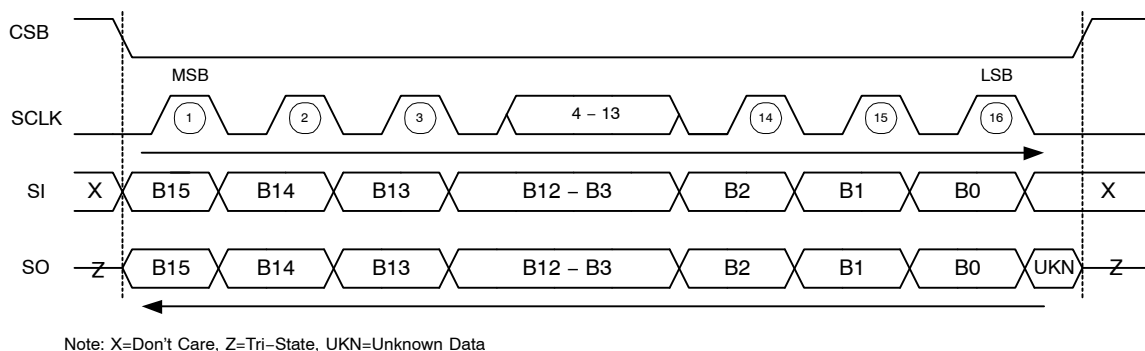 CSB
MSB LSB
SCLK 1 2 3 4 – 13 14 15 16
SI X B15 B14 B13 B12 – B3 B2 B1 B0 X
SO Z B15 B14 B13 B12 – B3 B2 B1 B0 UKN Z
Note: X=Don't Care, Z=Tri–State, UKN=Unknown Data